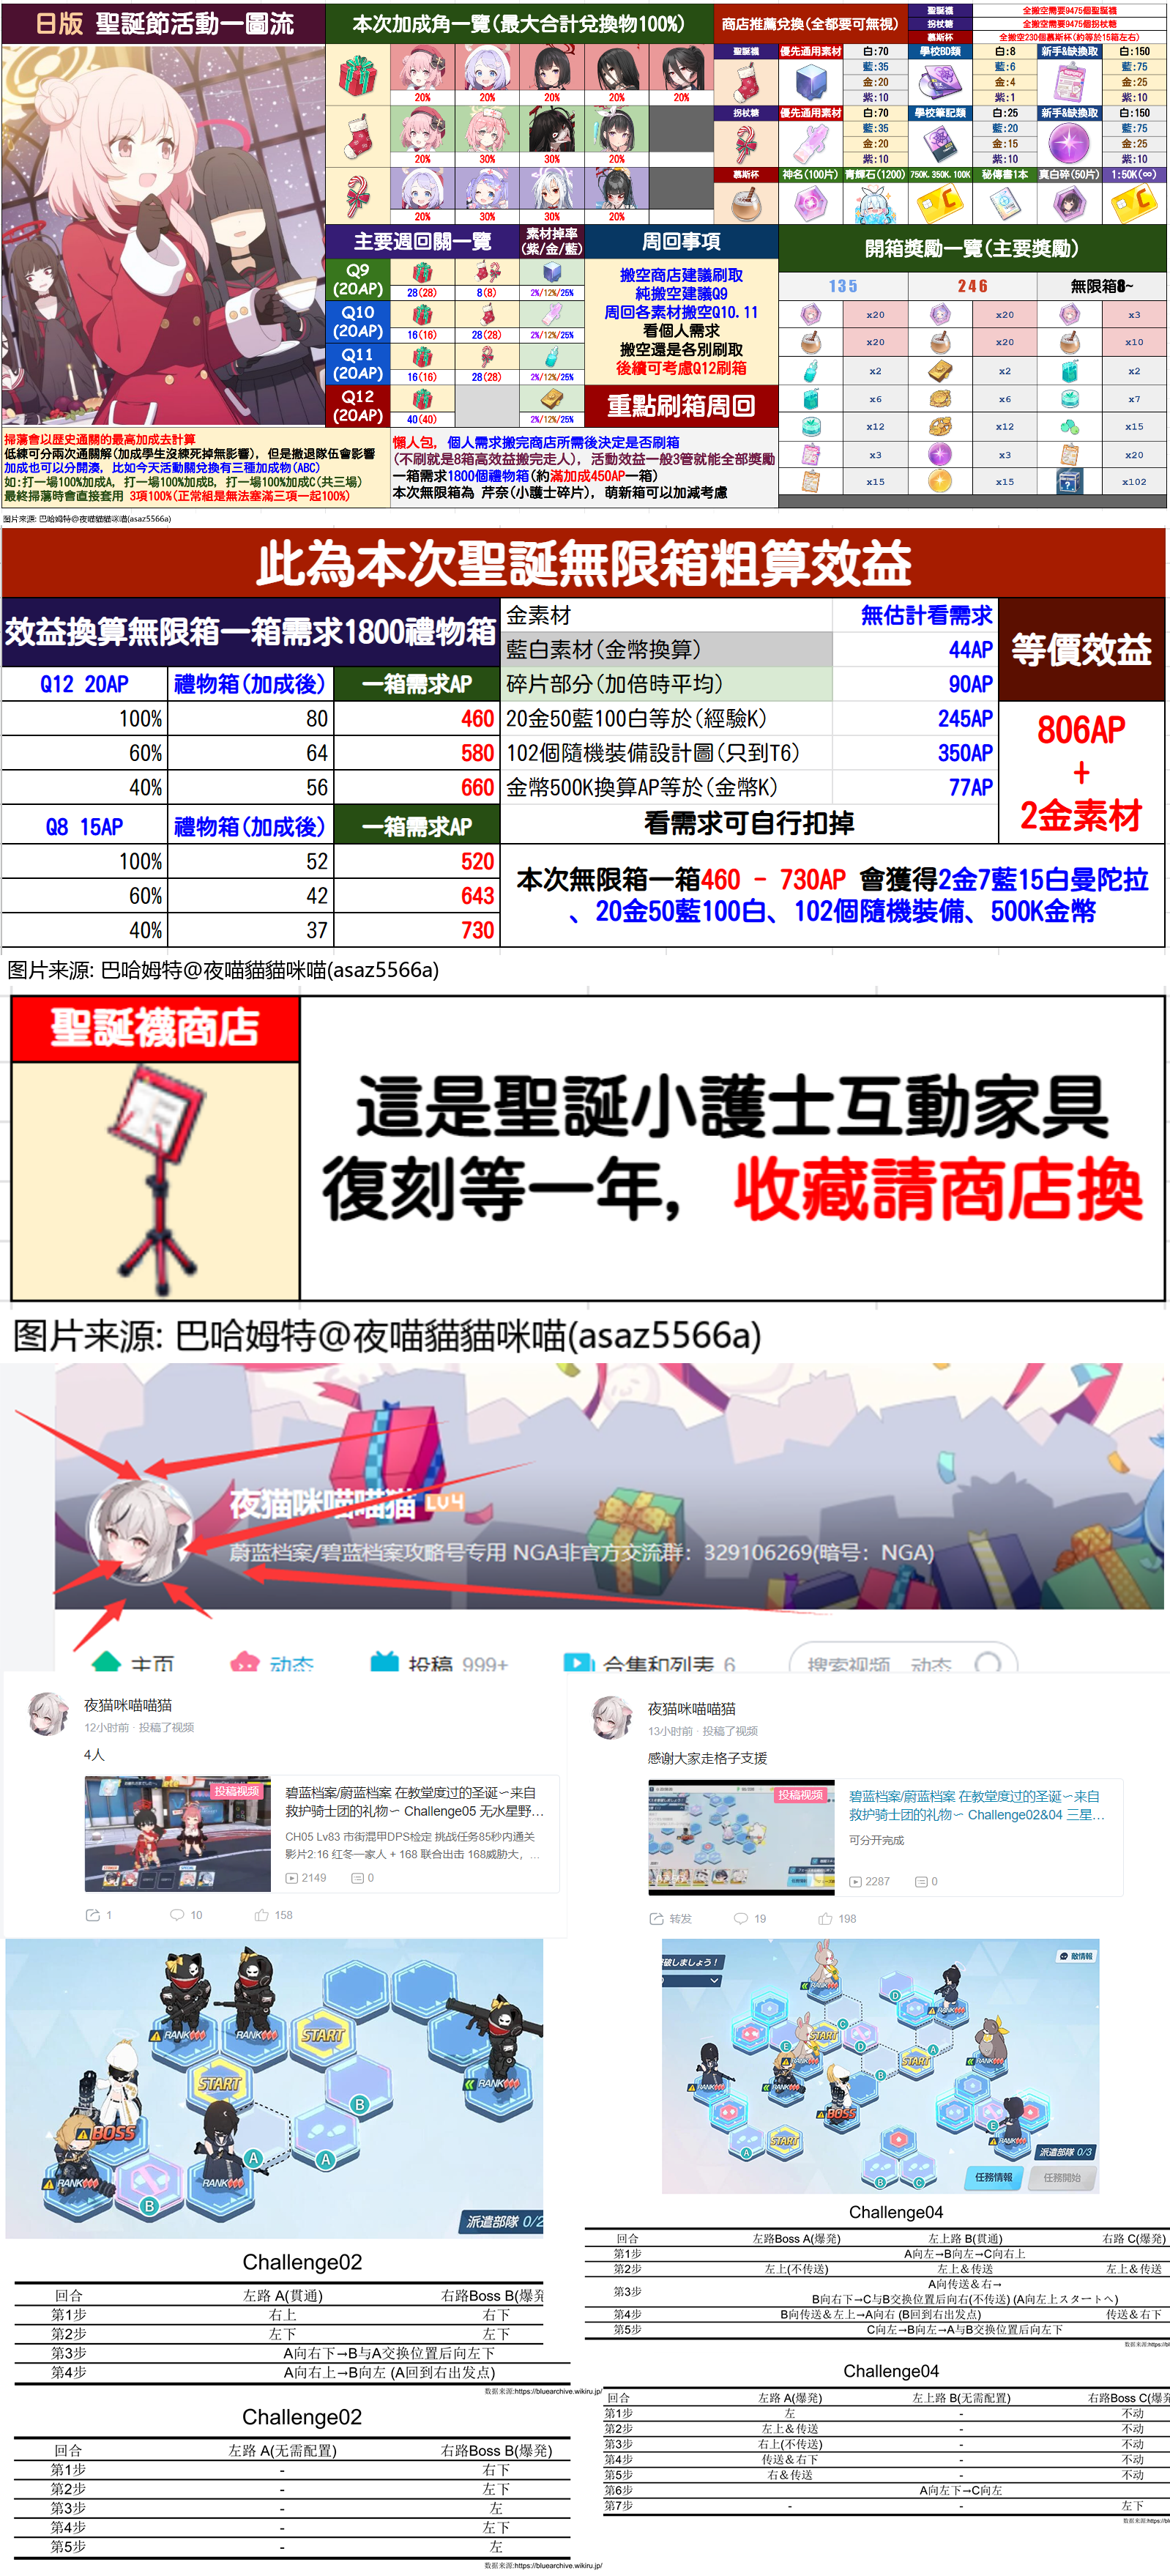 日版 聖誕節活動一圖流
本次加成角一覽(最大合計兌換物100%)
20% 20% 20% 20% 20%
20% 30% 30% 20%
20% 30% 30% 20%
商店推薦兌換(全都要可無視)
聖誕襪 全搬空需要9475個聖誕襪
拐杖糖 全搬空需要9475個拐杖糖
慕斯杯 全搬空230個慕斯杯(約等於15箱左右)
聖誕襪 優先通用素材 白:70 學校BD類 白:8 新手&缺換取 白:150
藍:35 藍:6 藍:75
金:20 金:4 金:25
紫:10 紫:1 紫:10
拐杖糖 優先通用素材 白:70 學校筆記類 白:25 新手&缺換取 白:150
藍:35 藍:20 藍:75
金:20 金:15 金:25
紫:10 紫:10 紫:10
慕斯杯 神名(100片) 青輝石(1200) 750K、350K、100K 秘傳書1本 真白碎(50片) 1:50K(∞)
主要週回關一覽
素材掉率
(紫/金/藍)
Q9
(20AP)
28(28) 8(8) 2%/12%/25%
Q10
(20AP)
16(16) 28(28) 2%/12%/25%
Q11
(20AP)
16(16) 28(28) 2%/12%/25%
Q12
(20AP)
40(40) 2%/12%/25%
周回事項
搬空商店建議刷取
純搬空建議Q9
周回各素材搬空Q10.11
看個人需求
搬空還是各別刷取
後續可考慮Q12刷箱
重點刷箱周回
開箱獎勵一覽(主要獎勵)
135 246 無限箱8~
x20 x20 x3
x20 x20 x10
x2 x2 x2
x6 x6 x7
x12 x12 x15
x3 x3 x20
x15 x15 x102
掃蕩會以歷史通關的最高加成去計算
低練可分兩次通關解(加成學生沒練死掉無影響), 但是撤退隊伍會影響
加成也可以分開湊, 比如今天活動關兌換有三種加成物(ABC)
如:打一場100%加成A, 打一場100%加成B, 打一場100%加成C(共三場)
最終掃蕩時會直接套用 3項100%(正常組是無法塞滿三項一起100%)
懶人包, 個人需求搬完商店所需後決定是否刷箱
(不刷就是8箱高效益搬完走人), 活動效益一般3管就能全部獎勵
一箱需求1800個禮物箱(約滿加成450AP一箱)
本次無限箱為 芹奈(小護士碎片), 萌新箱可以加減考慮
图片来源: 巴哈姆特@夜喵貓貓咪喵(asaz5566a)
此為本次聖誕無限箱粗算效益
效益換算無限箱一箱需求1800禮物箱
Q12 20AP 禮物箱(加成後) 一箱需求AP
100% 80 460
60% 64 580
40% 56 660
Q8 15AP 禮物箱(加成後) 一箱需求AP
100% 52 520
60% 42 643
40% 37 730
金素材 無估計看需求
藍白素材(金幣換算) 44AP
碎片部分(加倍時平均) 90AP
20金50藍100白等於(經驗K) 245AP
102個隨機裝備設計圖(只到T6) 350AP
金幣500K換算AP等於(金幣K) 77AP
看需求可自行扣掉
等價效益
806AP
+
2金素材
本次無限箱一箱460 - 730AP 會獲得2金7藍15白曼陀拉
、20金50藍100白、102個隨機裝備、500K金幣
图片来源: 巴哈姆特@夜喵貓貓咪喵(asaz5566a)
聖誕襪商店
這是聖誕小護士互動家具
復刻等一年, 收藏請商店換
图片来源: 巴哈姆特@夜喵貓貓咪喵(asaz5566a)
夜猫咪喵喵猫 LV4
蔚蓝档案/碧蓝档案攻略号专用 NGA非官方交流群: 329106269(暗号: NGA)
主页 动态 投稿 999+ 合集和列表 6 搜索视频、动态
夜猫咪喵喵猫
12小时前 · 投稿了视频
4人
投稿视频
碧蓝档案/蔚蓝档案 在教堂度过的圣诞～来自
救护骑士团的礼物～ Challenge05 无水星野…
CH05 Lv83 市街混甲DPS检定 挑战任务85秒内通关
影片2:16 红冬一家人 + 168 联合出击 168威胁大, …
2149 0
1 10 158
夜猫咪喵喵猫
13小时前 · 投稿了视频
感谢大家走格子支援
投稿视频
碧蓝档案/蔚蓝档案 在教堂度过的圣诞～来自
救护骑士团的礼物～ Challenge02&04 三星…
可分开完成
2287 0
转发 19 198
RANK RANK START
RANK
START
B
BOSS
A A
RANK RANK
B
派遣部隊 0/2
破しましょう！
敵情報
D
RANK
C
E START D A
RANK START RANK
RANK RANK B
BOSS
E
A START RANK
派遣部隊 0/3
B C
任務情報 任務開始
Challenge02
回合 左路 A(貫通) 右路Boss B(爆発
第1步 右上 右下
第2步 左下 左下
第3步 A向右下→B与A交换位置后向左下
第4步 A向右上→B向左 (A回到右出发点)
数据来源:https://bluearchive.wikiru.jp/
Challenge02
回合 左路 A(无需配置) 右路Boss B(爆発)
第1步 - 右下
第2步 - 左下
第3步 - 左
第4步 - 左下
第5步 - 左
数据来源:https://bluearchive.wikiru.jp/
Challenge04
回合 左路Boss A(爆発) 左上路 B(貫通) 右路 C(爆発)
第1步 A向左→B向左→C向右上
第2步 左上(不传送) 左上＆传送 左上＆传送
第3步 A向传送＆右→
B向右下→C与B交换位置后向右(不传送) (A向左上スタートへ)
第4步 B向传送＆左上→A向右 (B回到右出发点) 传送＆右下
第5步 C向左→B向左→A与B交换位置后向左下
数据来源:https://bl
Challenge04
回合 左路 A(爆発) 左上路 B(无需配置) 右路Boss C(爆発
第1步 左 - 不动
第2步 左上＆传送 - 不动
第3步 右上(不传送) - 不动
第4步 传送＆右下 - 不动
第5步 右＆传送 - 不动
第6步 A向左下→C向左
第7步 - - 左下
数据来源:https://bl